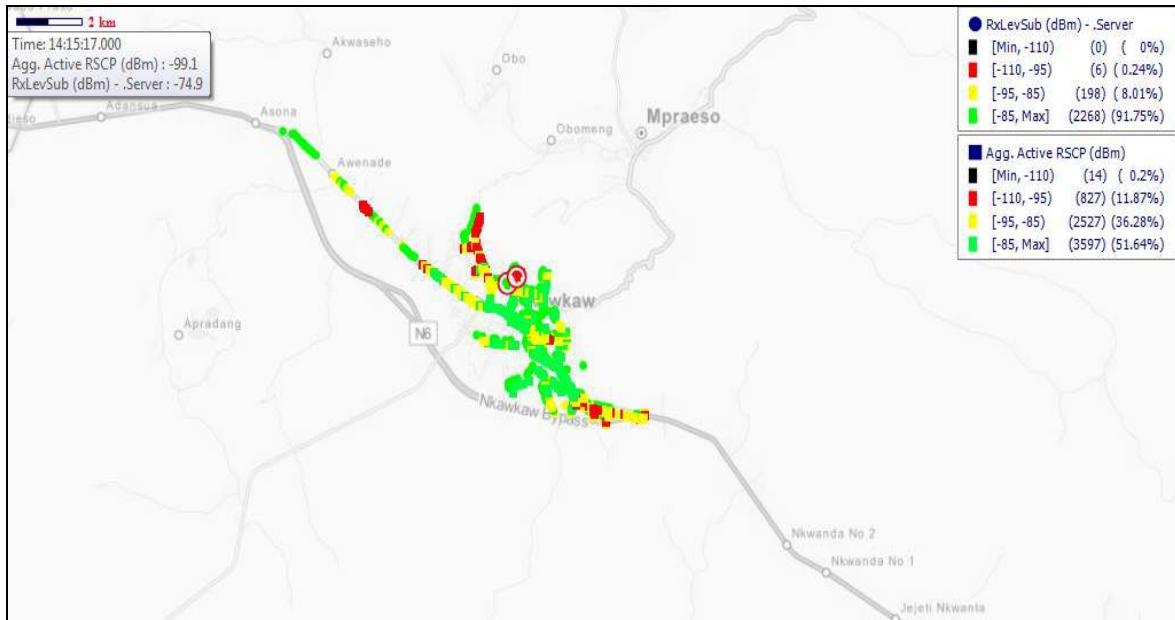 2 km
Time: 14:15:17.000
Agg. Active RSCP (dBm) : -99.1
RxLevSub (dBm) - .Server : -74.9
RxLevSub (dBm) - .Server
[Min, -110) (0) ( 0%)
[-110, -95) (6) ( 0.24%)
[-95, -85) (198) ( 8.01%)
[-85, Max] (2268) (91.75%)
Agg. Active RSCP (dBm)
[Min, -110) (14) ( 0.2%)
[-110, -95) (827) (11.87%)
[-95, -85) (2527) (36.28%)
[-85, Max] (3597) (51.64%)
Akwaseho
Obo
Adansua
Asona
Mpraeso
Obomeng
Awenade
wkaw
Apradang
N6
Nkawkaw Bypass
Nkwanda No 2
Nkwanda No 1
Jejeti Nkwanta